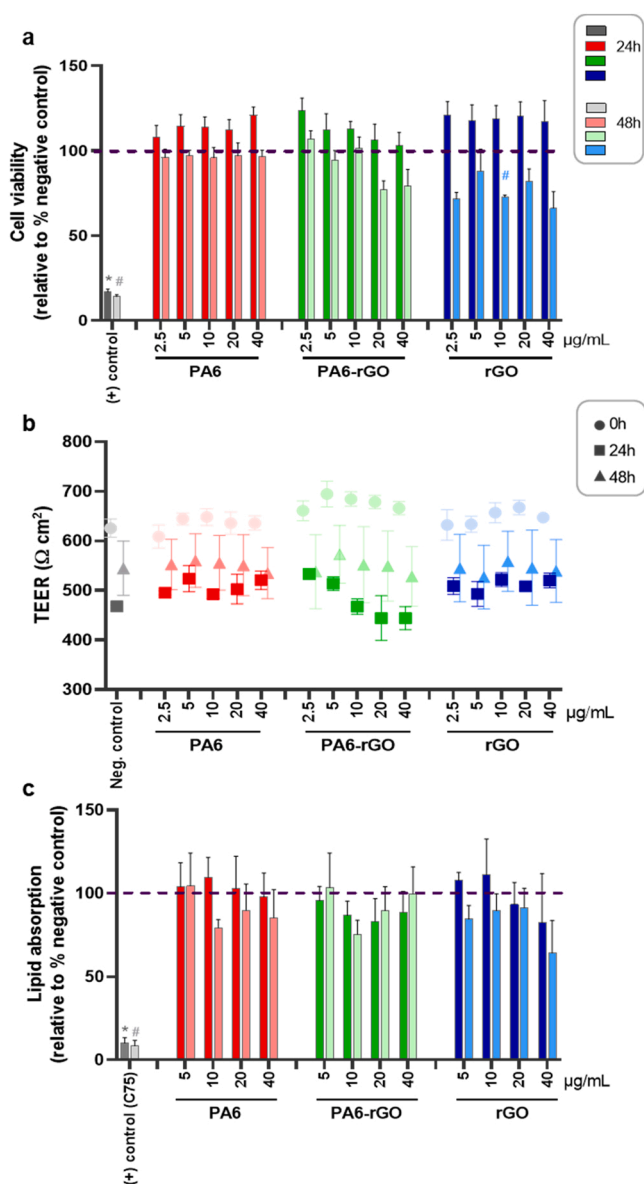 a
24h
48h
Cell viability
(relative to % negative control)
150
100
50
0
* #
#
(+) control
2.5 5 10 20 40 2.5 5 10 20 40 2.5 5 10 20 40 µg/mL
PA6 PA6-rGO rGO
b
0h
24h
48h
TEER (Ω cm²)
800
700
600
500
400
300
Neg. control
2.5 5 10 20 40 2.5 5 10 20 40 2.5 5 10 20 40 µg/mL
PA6 PA6-rGO rGO
c
Lipid absorption
(relative to % negative control)
150
100
50
0
* #
(+) control (C75)
5 10 20 40 5 10 20 40 5 10 20 40 µg/mL
PA6 PA6-rGO rGO